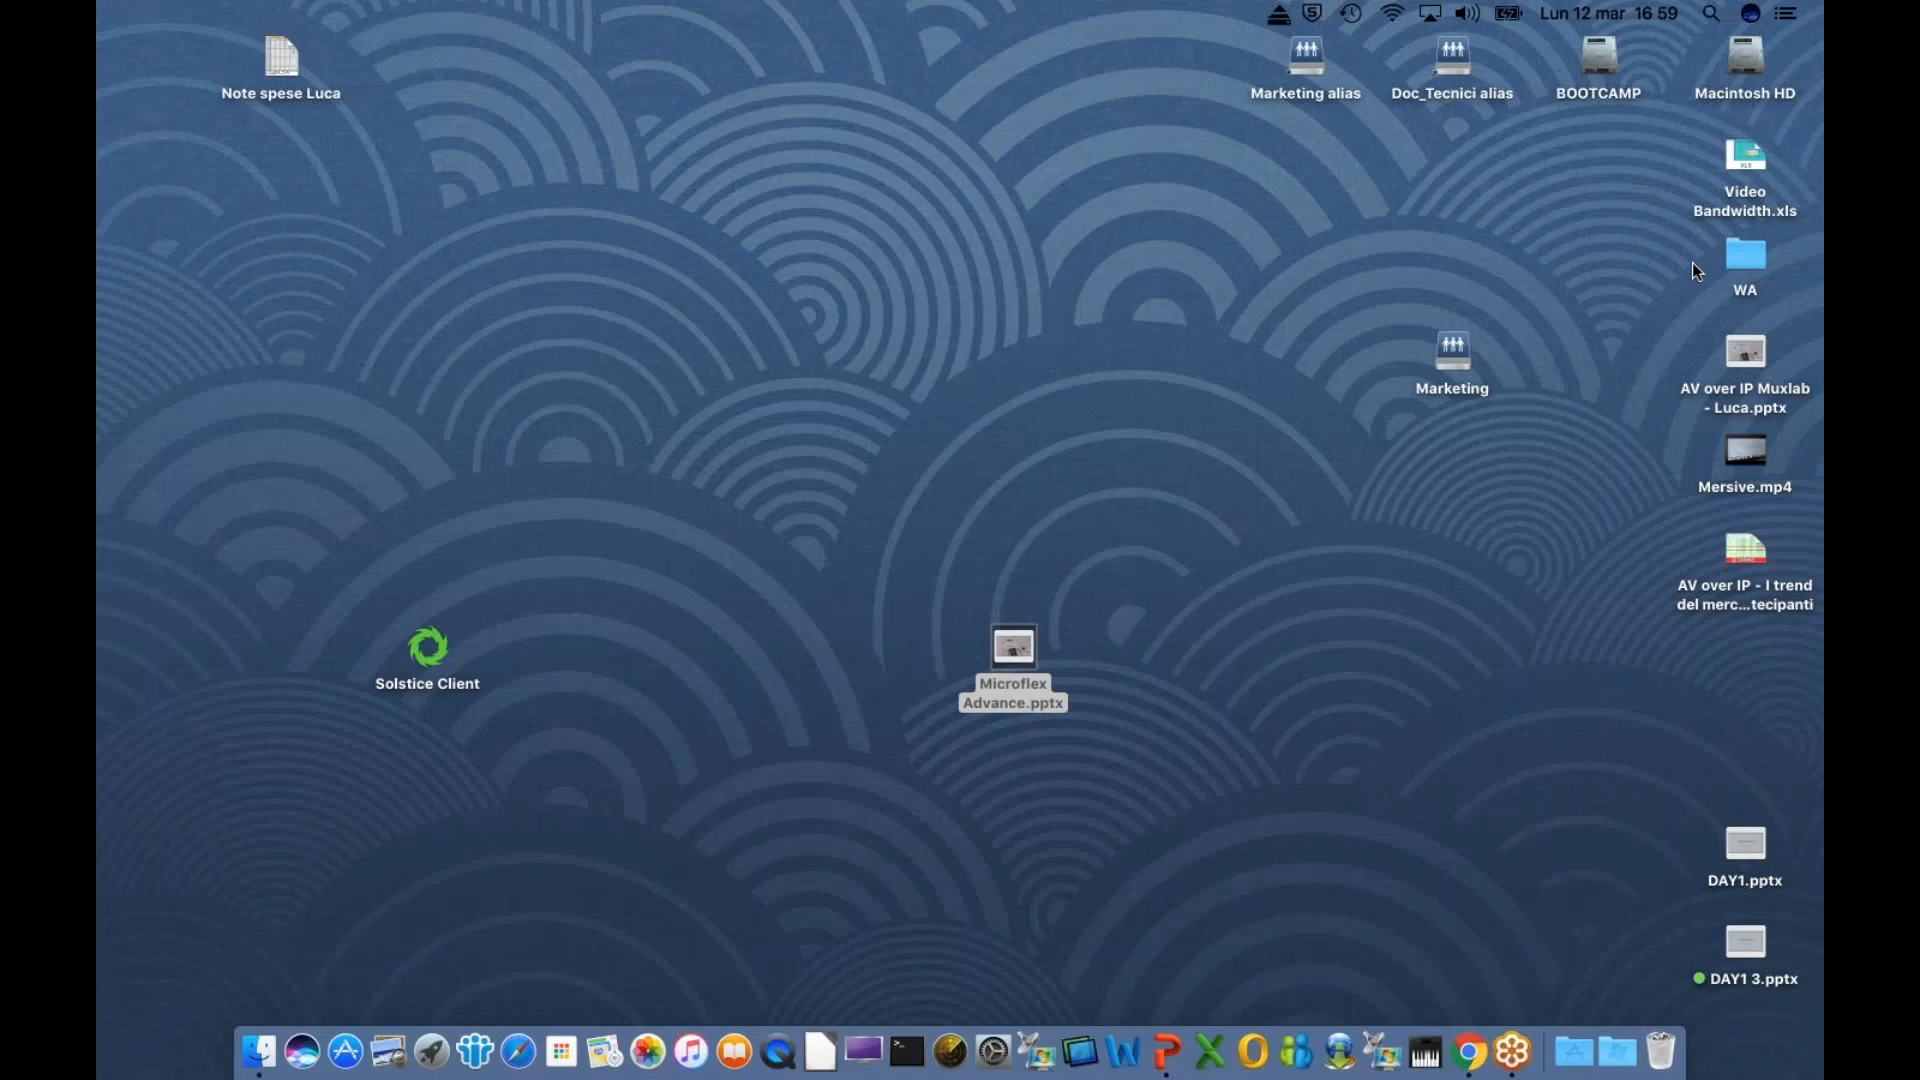 Lun 12 mar 16 59
Note spese Luca
Marketing alias
Doc_Tecnici alias
BOOTCAMP
Macintosh HD
XLS
Video
Bandwidth.xls
WA
Marketing
AV over IP Muxlab
- Luca.pptx
Mersive.mp4
AV over IP - I trend
del merc...tecipanti
Solstice Client
Microflex
Advance.pptx
DAY1.pptx
DAY1 3.pptx